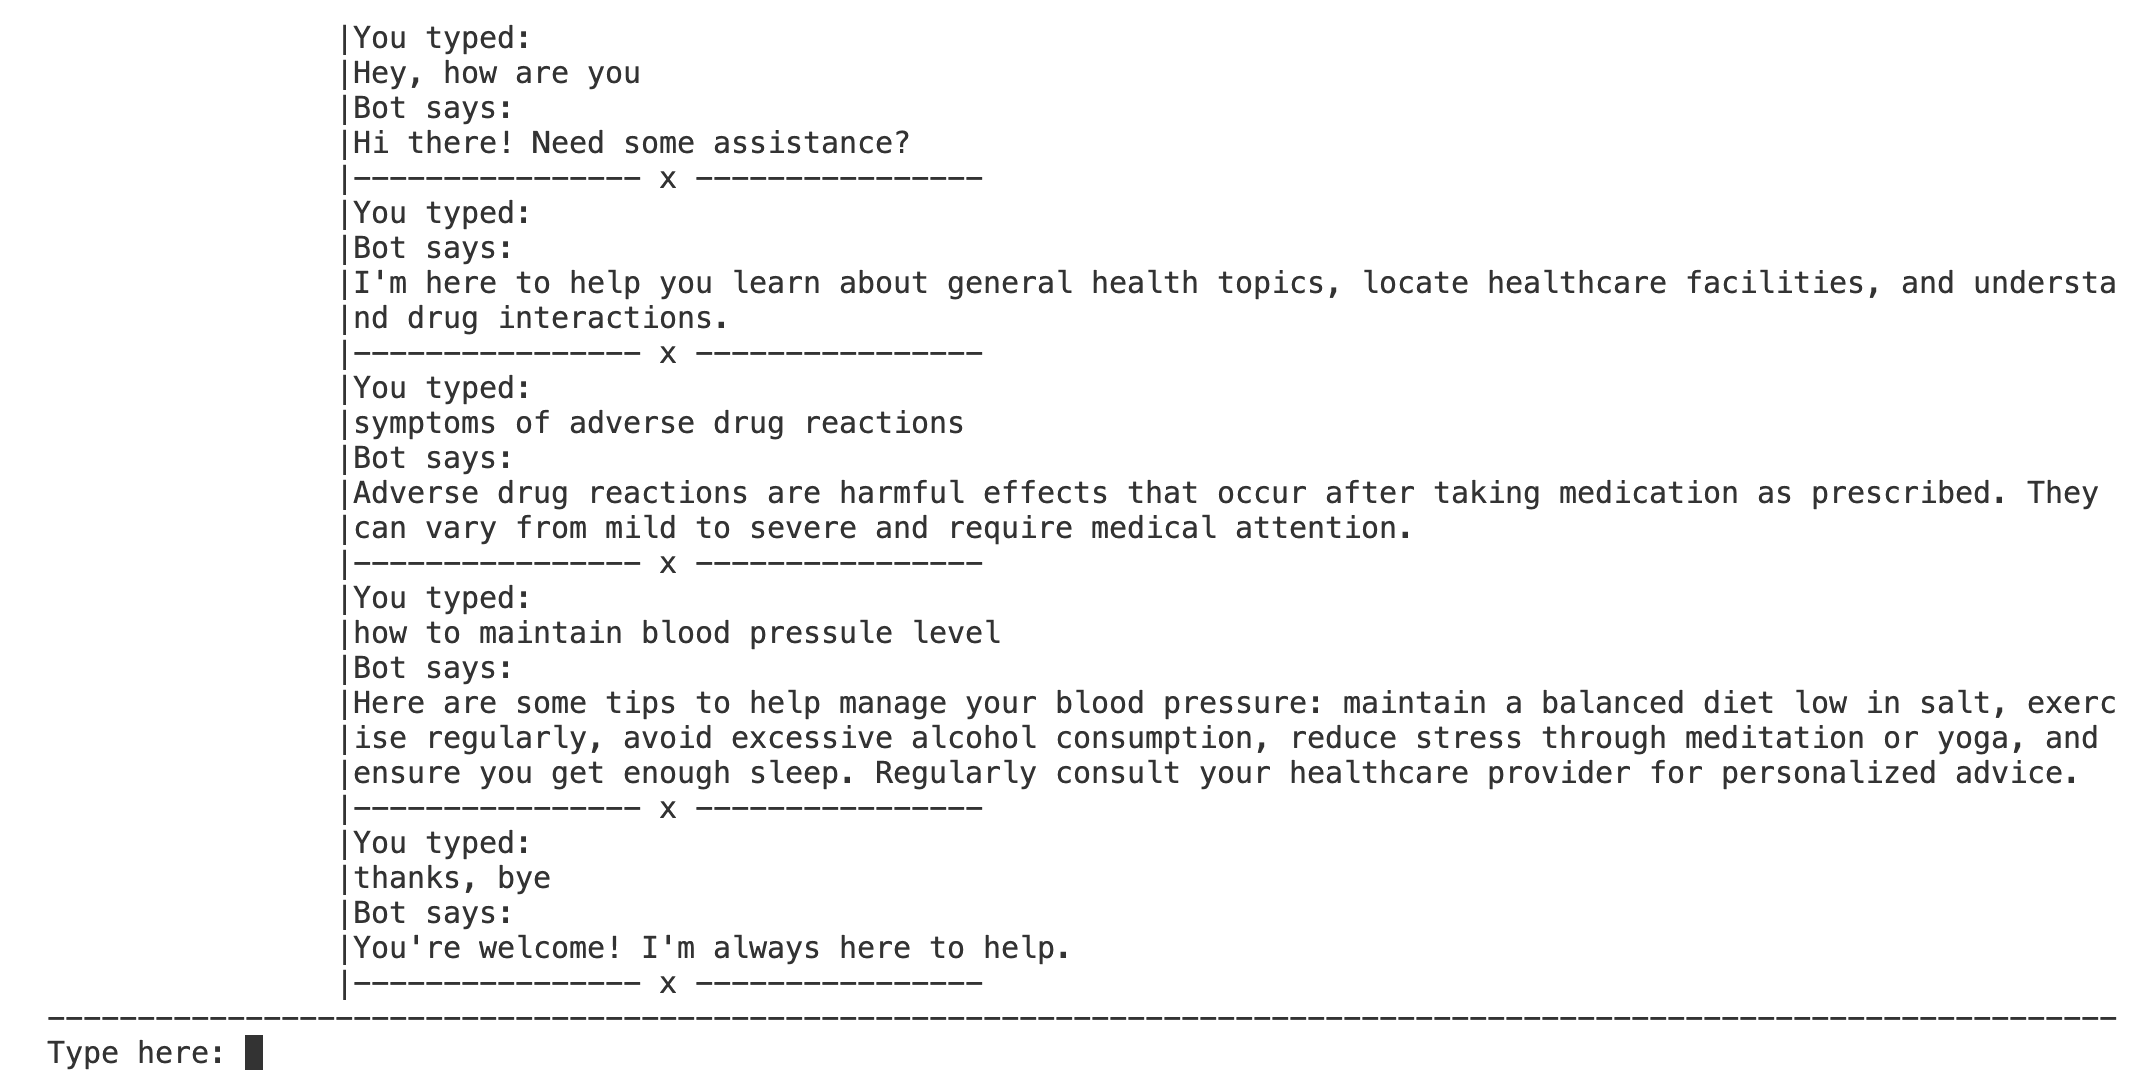 |You typed:
|Hey, how are you
|Bot says:
|Hi there! Need some assistance?
|---------------- x ----------------
|You typed:
|Bot says:
|I'm here to help you learn about general health topics, locate healthcare facilities, and understa
|nd drug interactions.
|---------------- x ----------------
|You typed:
|symptoms of adverse drug reactions
|Bot says:
|Adverse drug reactions are harmful effects that occur after taking medication as prescribed. They
|can vary from mild to severe and require medical attention.
|---------------- x ----------------
|You typed:
|how to maintain blood pressule level
|Bot says:
|Here are some tips to help manage your blood pressure: maintain a balanced diet low in salt, exerc
|ise regularly, avoid excessive alcohol consumption, reduce stress through meditation or yoga, and
|ensure you get enough sleep. Regularly consult your healthcare provider for personalized advice.
|---------------- x ----------------
|You typed:
|thanks, bye
|Bot says:
|You're welcome! I'm always here to help.
|---------------- x ----------------
-------------------------------------------------------------------------------------------------------------------
Type here: